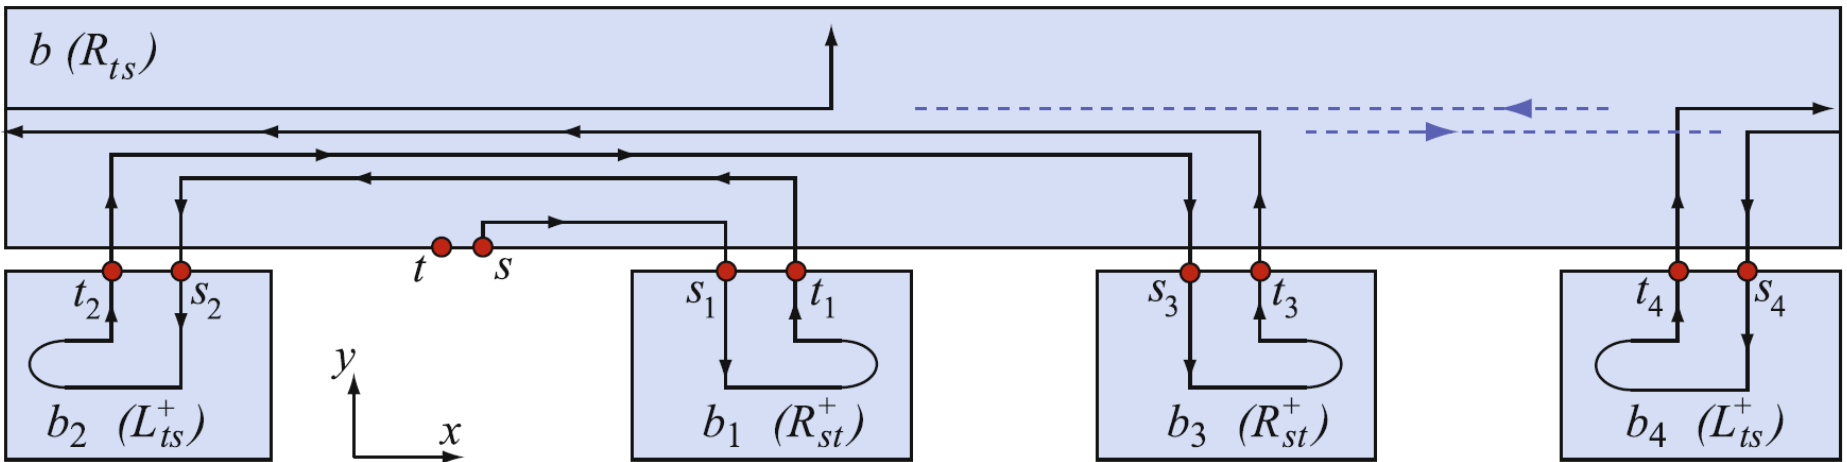 b (R_ts)
t s
t_2 s_2 s_1 t_1 s_3 t_3 t_4 s_4
y
x
b_2 (L^+_ts) b_1 (R^+_st) b_3 (R^+_st) b_4 (L^+_ts)